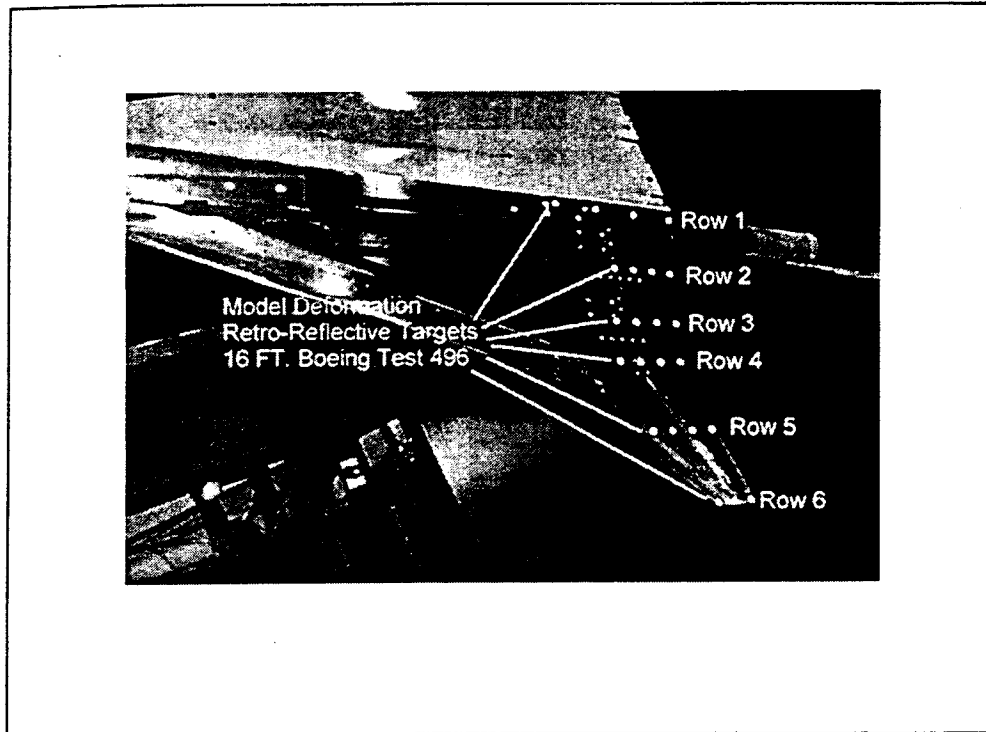 Row 1
Row 2
Model Deformation
Retro-Reflective Targets
16 FT. Boeing Test 496
Row 3
Row 4
Row 5
Row 6